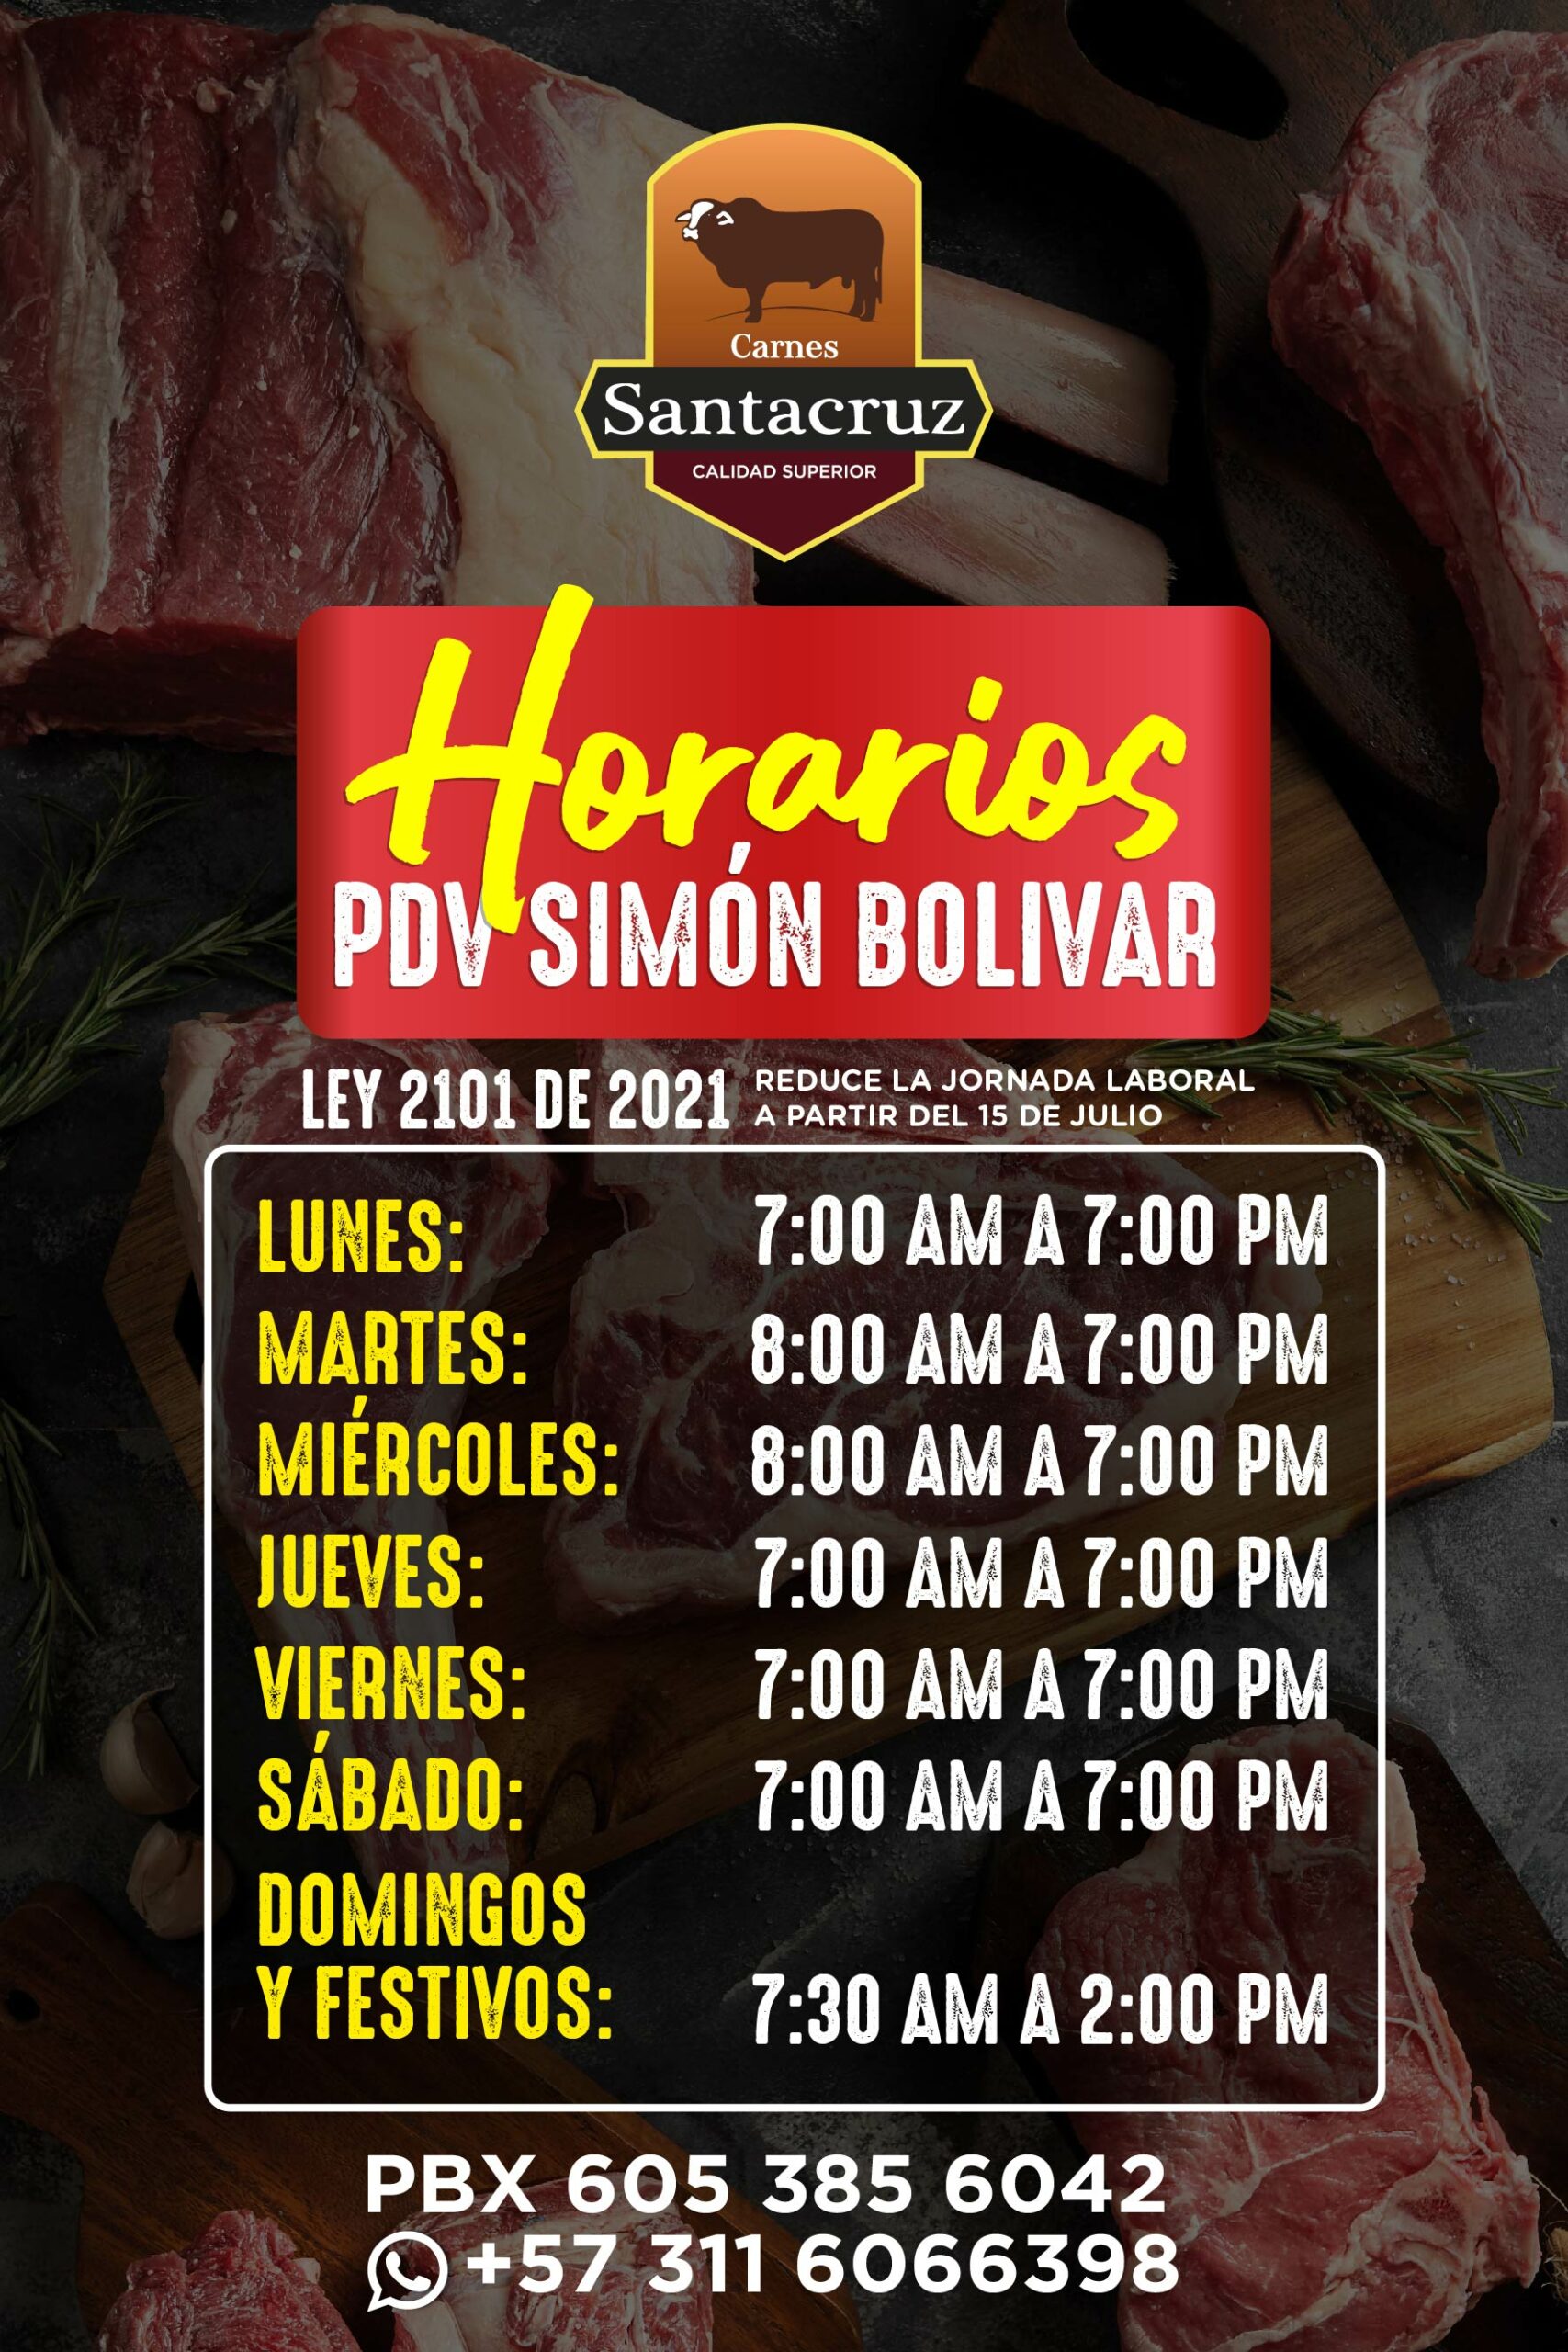 Carnes
Santacruz
CALIDAD SUPERIOR
Horarios
PDV SIMÓN BOLIVAR
LEY 2101 DE 2021 REDUCE LA JORNADA LABORAL
A PARTIR DEL 15 DE JULIO
LUNES: 7:00 AM A 7:00 PM
MARTES: 8:00 AM A 7:00 PM
MIÉRCOLES: 8:00 AM A 7:00 PM
JUEVES: 7:00 AM A 7:00 PM
VIERNES: 7:00 AM A 7:00 PM
SÁBADO: 7:00 AM A 7:00 PM
DOMINGOS
Y FESTIVOS: 7:30 AM A 2:00 PM
PBX 605 385 6042
+57 311 6066398